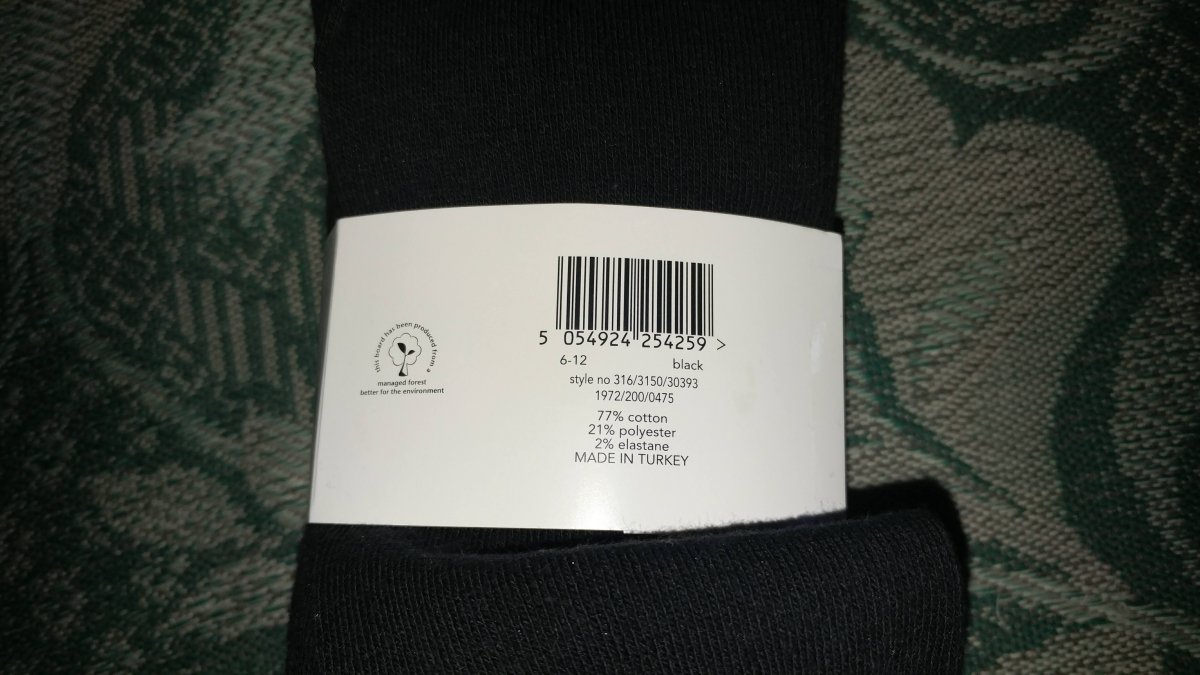 this board has been produced from a
managed forest
better for the environment
5 054924 254259 >
6-12 black
style no 316/3150/30393
1972/200/0475
77% cotton
21% polyester
2% elastane
MADE IN TURKEY